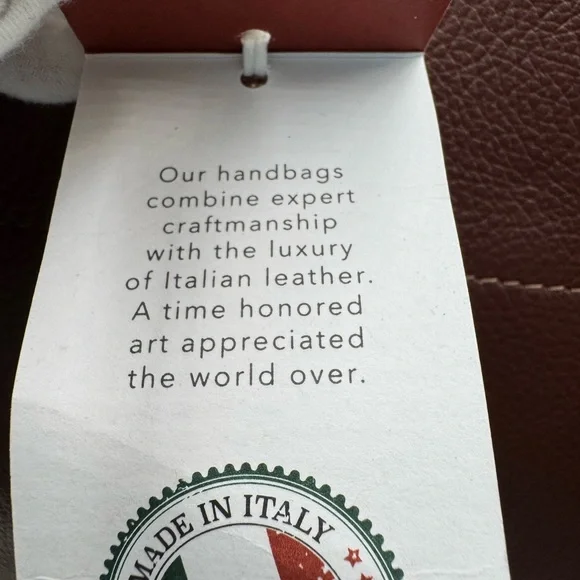 Our handbags
combine expert
craftmanship
with the luxury
of Italian leather.
A time honored
art appreciated
the world over.
MADE IN ITALY